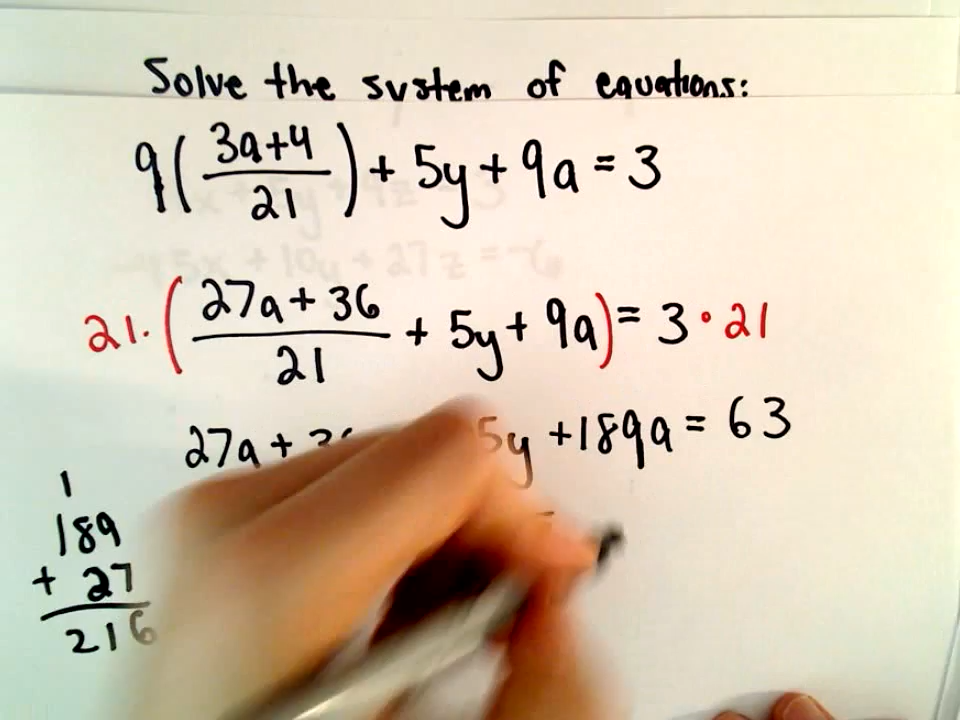 Solve the system of equations:
9(3a+4/21) + 5y + 9a = 3
21·(27a+36/21 + 5y + 9a) = 3·21
27a + 36 5y + 189a = 63
1
189
+ 27
216